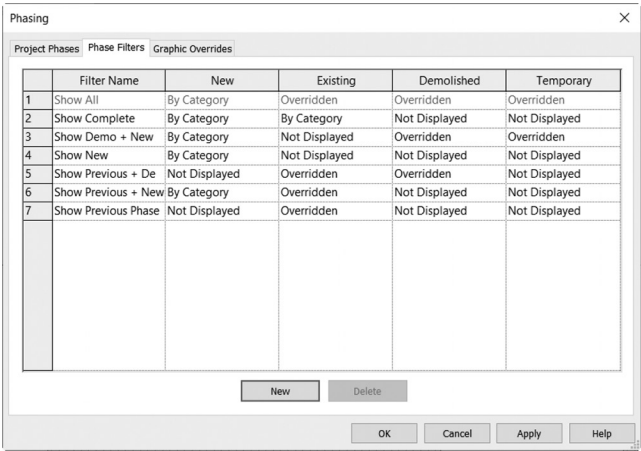 Phasing
Project Phases Phase Filters Graphic Overrides
Filter Name New Existing Demolished Temporary
1 Show All By Category Overridden Overridden Overridden
2 Show Complete By Category By Category Not Displayed Not Displayed
3 Show Demo + New By Category Not Displayed Overridden Overridden
4 Show New By Category Not Displayed Not Displayed Not Displayed
5 Show Previous + De Not Displayed Overridden Overridden Not Displayed
6 Show Previous + New By Category Overridden Not Displayed Not Displayed
7 Show Previous Phase Not Displayed Overridden Not Displayed Not Displayed
New Delete
OK Cancel Apply Help